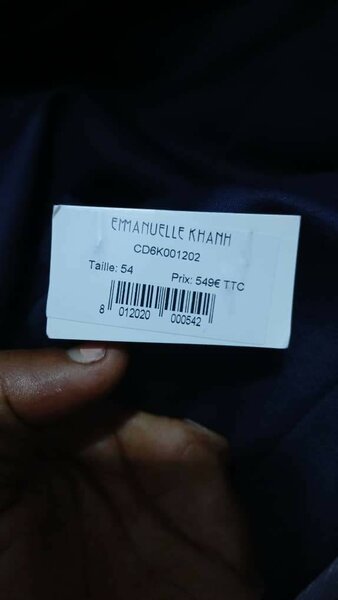 EMMANUELLE KHANH
CD6K001202
Taille: 54 Prix: 549€ TTC
8 012020 000542